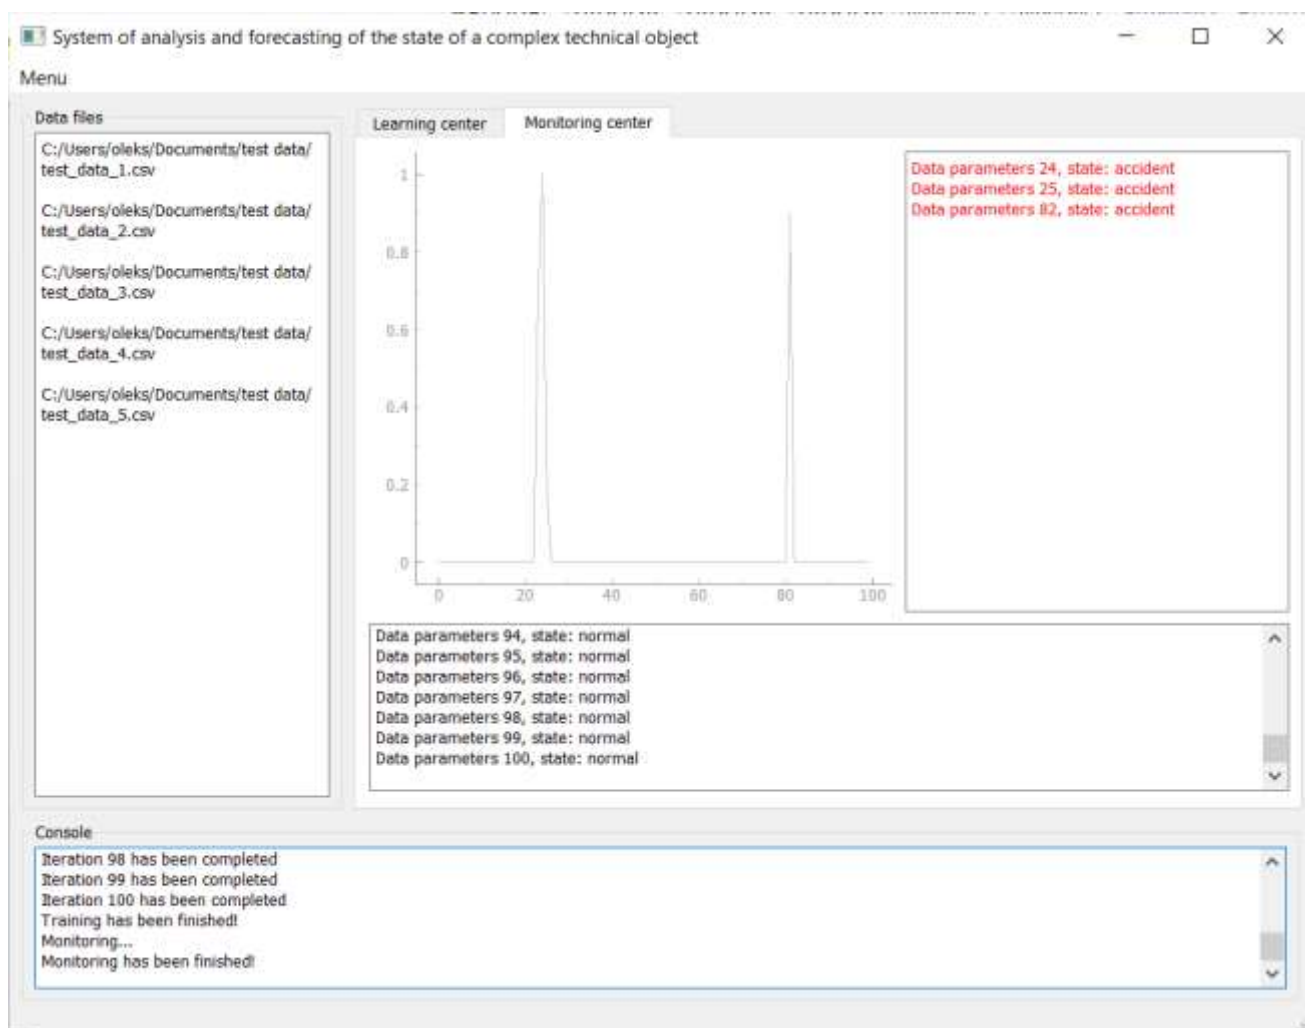 System of analysis and forecasting of the state of a complex technical object
Menu
Data files
C:/Users/oleks/Documents/test data/
test_data_1.csv
C:/Users/oleks/Documents/test data/
test_data_2.csv
C:/Users/oleks/Documents/test data/
test_data_3.csv
C:/Users/oleks/Documents/test data/
test_data_4.csv
C:/Users/oleks/Documents/test data/
test_data_5.csv
Learning center
Monitoring center
1
0.8
0.6
0.4
0.2
0
0 20 40 60 80 100
Data parameters 24, state: accident
Data parameters 25, state: accident
Data parameters 82, state: accident
Data parameters 94, state: normal
Data parameters 95, state: normal
Data parameters 96, state: normal
Data parameters 97, state: normal
Data parameters 98, state: normal
Data parameters 99, state: normal
Data parameters 100, state: normal
Console
Iteration 98 has been completed
Iteration 99 has been completed
Iteration 100 has been completed
Training has been finished!
Monitoring...
Monitoring has been finished!